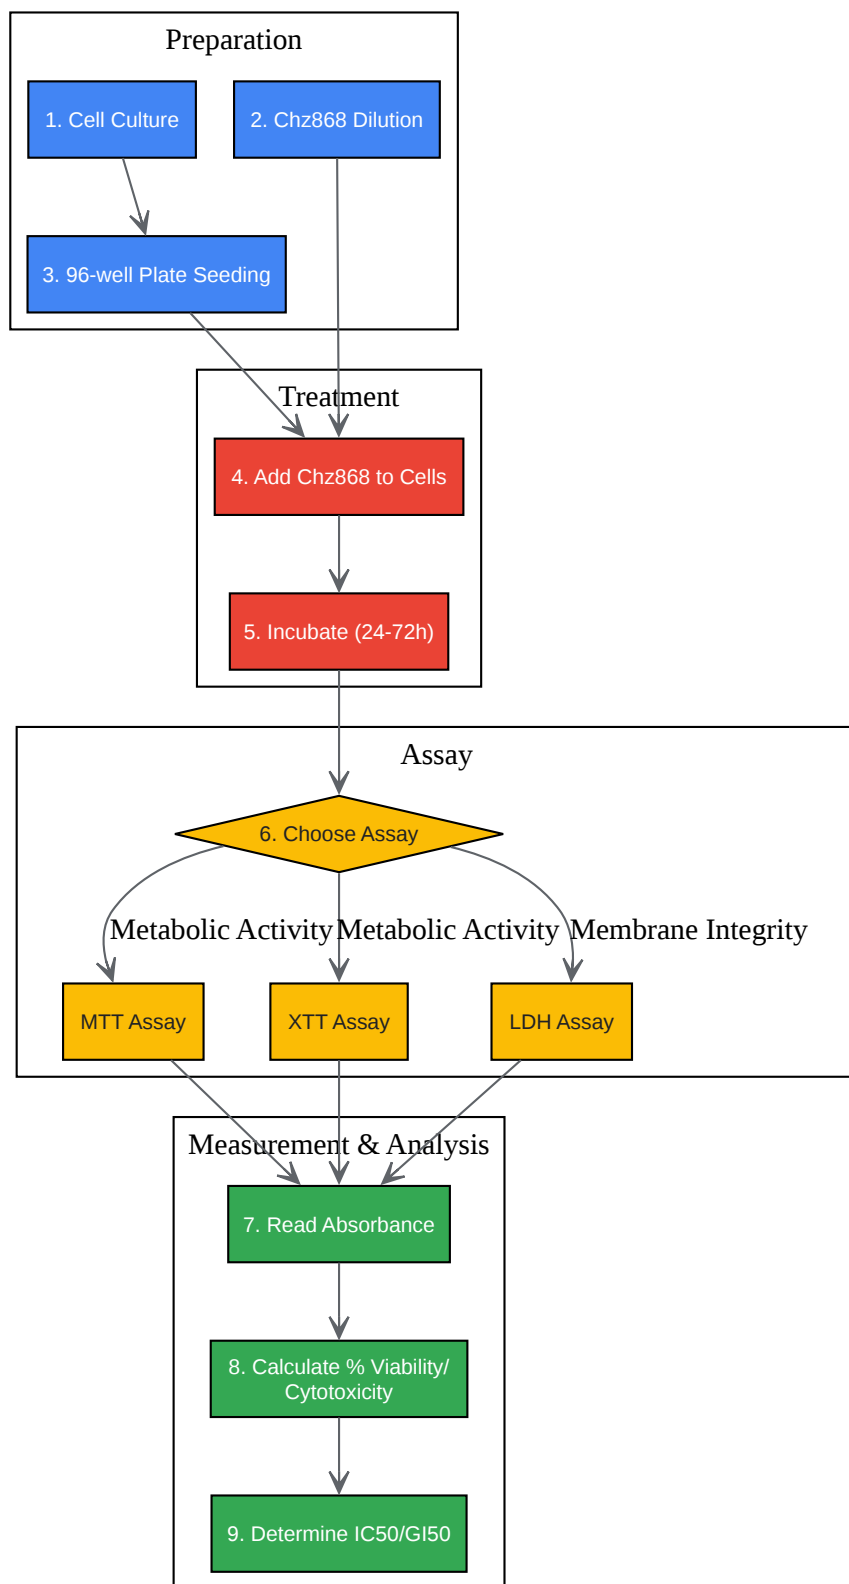 Preparation
1. Cell Culture
2. Chz868 Dilution
3. 96-well Plate Seeding
Treatment
4. Add Chz868 to Cells
5. Incubate (24-72h)
Assay
6. Choose Assay
Metabolic Activity
Metabolic Activity
Membrane Integrity
MTT Assay
XTT Assay
LDH Assay
Measurement & Analysis
7. Read Absorbance
8. Calculate % Viability/
Cytotoxicity
9. Determine IC50/GI50